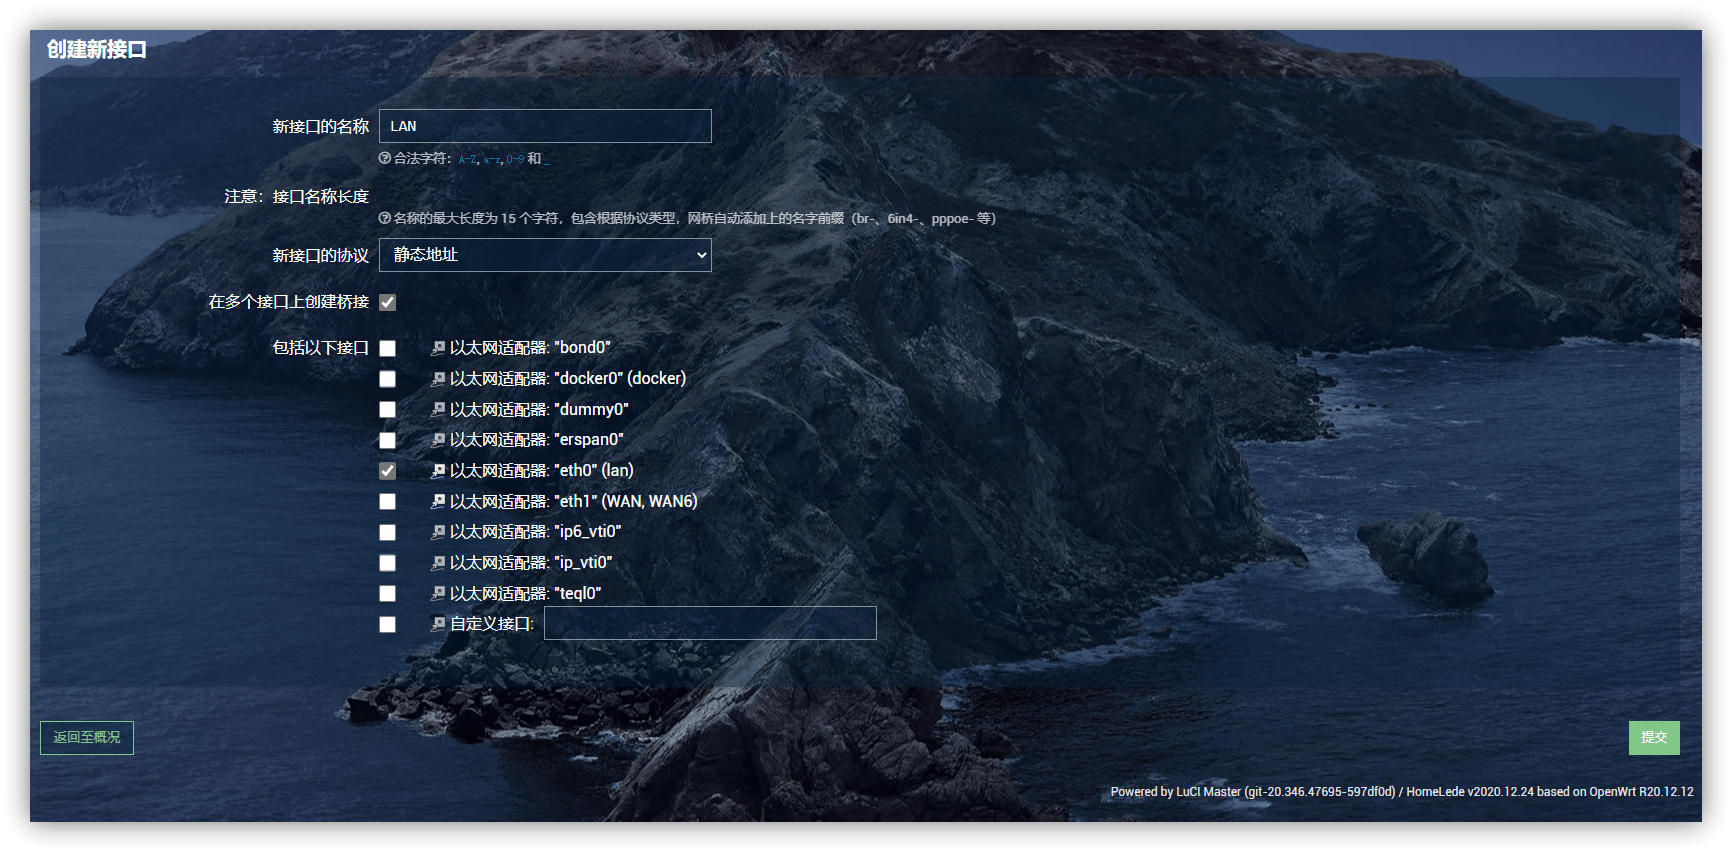 创建新接口
新接口的名称 LAN
合法字符：A-Z, a-z, 0-9 和 _
注意：接口名称长度
名称的最大长度为 15 个字符，包含根据协议类型，网桥自动添加上的名字前缀（br-、6in4-、pppoe- 等）
新接口的协议 静态地址
在多个接口上创建桥接
包括以下接口 以太网适配器: "bond0"
以太网适配器: "docker0" (docker)
以太网适配器: "dummy0"
以太网适配器: "erspan0"
以太网适配器: "eth0" (lan)
以太网适配器: "eth1" (WAN, WAN6)
以太网适配器: "ip6_vti0"
以太网适配器: "ip_vti0"
以太网适配器: "teql0"
自定义接口:
返回至概况 提交
Powered by LuCI Master (git-20.346.47695-597df0d) / HomeLede v2020.12.24 based on OpenWrt R20.12.12